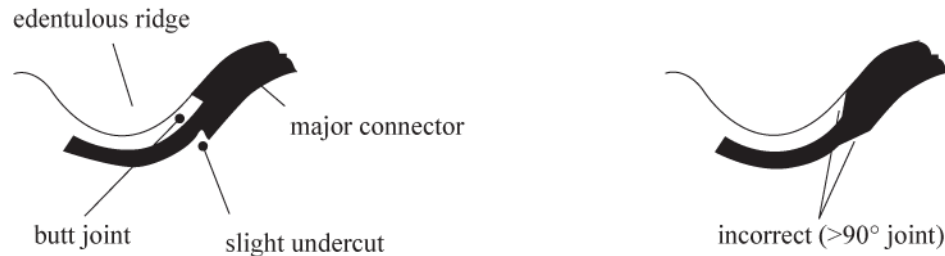 edentulous ridge
major connector
butt joint
slight undercut
incorrect (>90° joint)